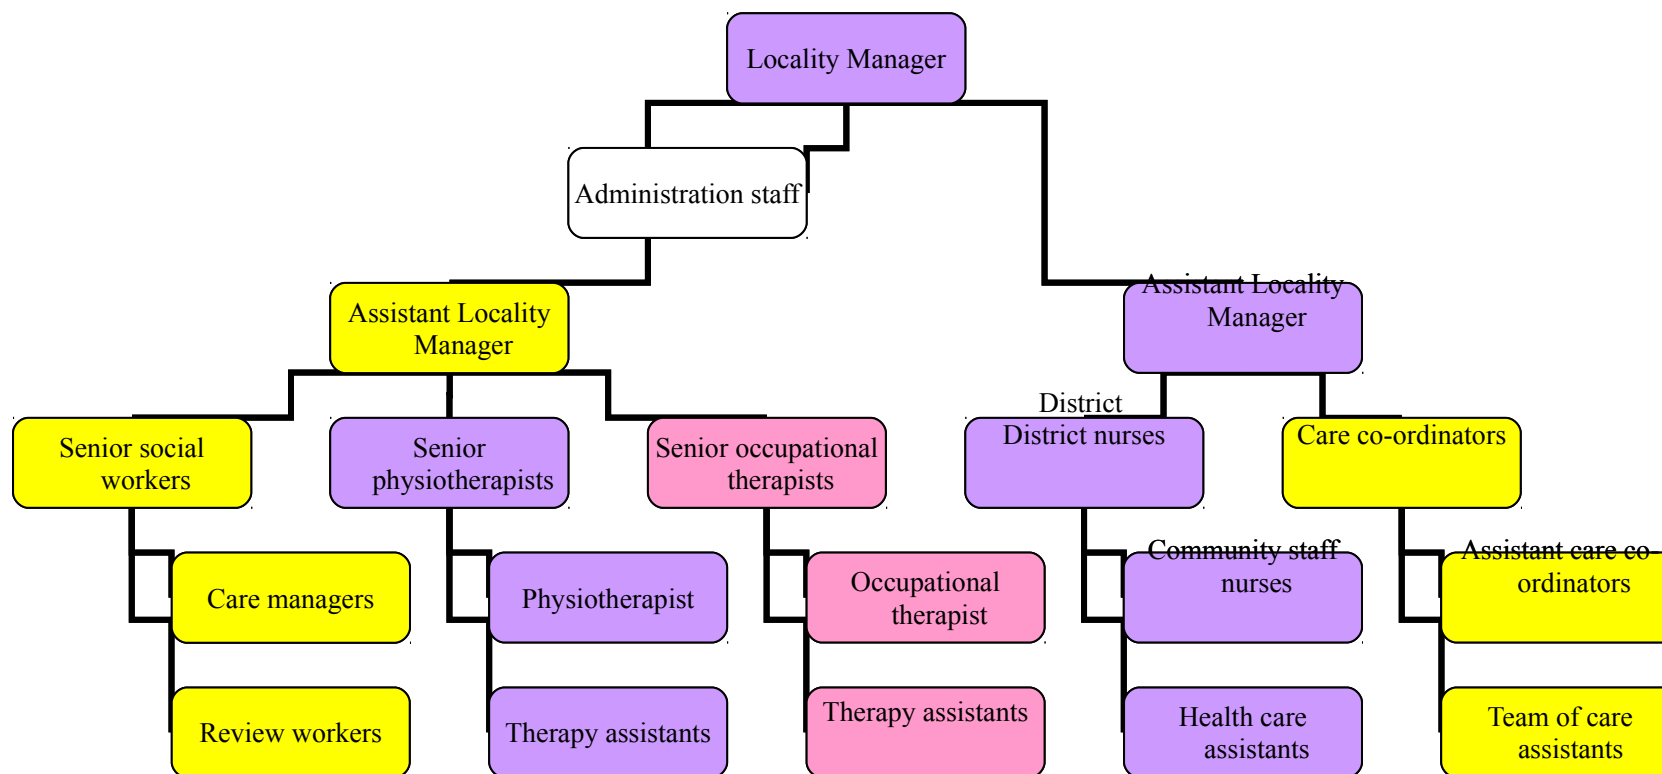 Locality Manager
Administration staff
Assistant Locality
Manager
Assistant Locality
Manager
Senior social
workers
Senior
physiotherapists
Senior occupational
therapists
District
District nurses
Care co-ordinators
Care managers
Physiotherapist
Occupational
therapist
Community staff
nurses
Assistant care co-
ordinators
Review workers
Therapy assistants
Therapy assistants
Health care
assistants
Team of care
assistants